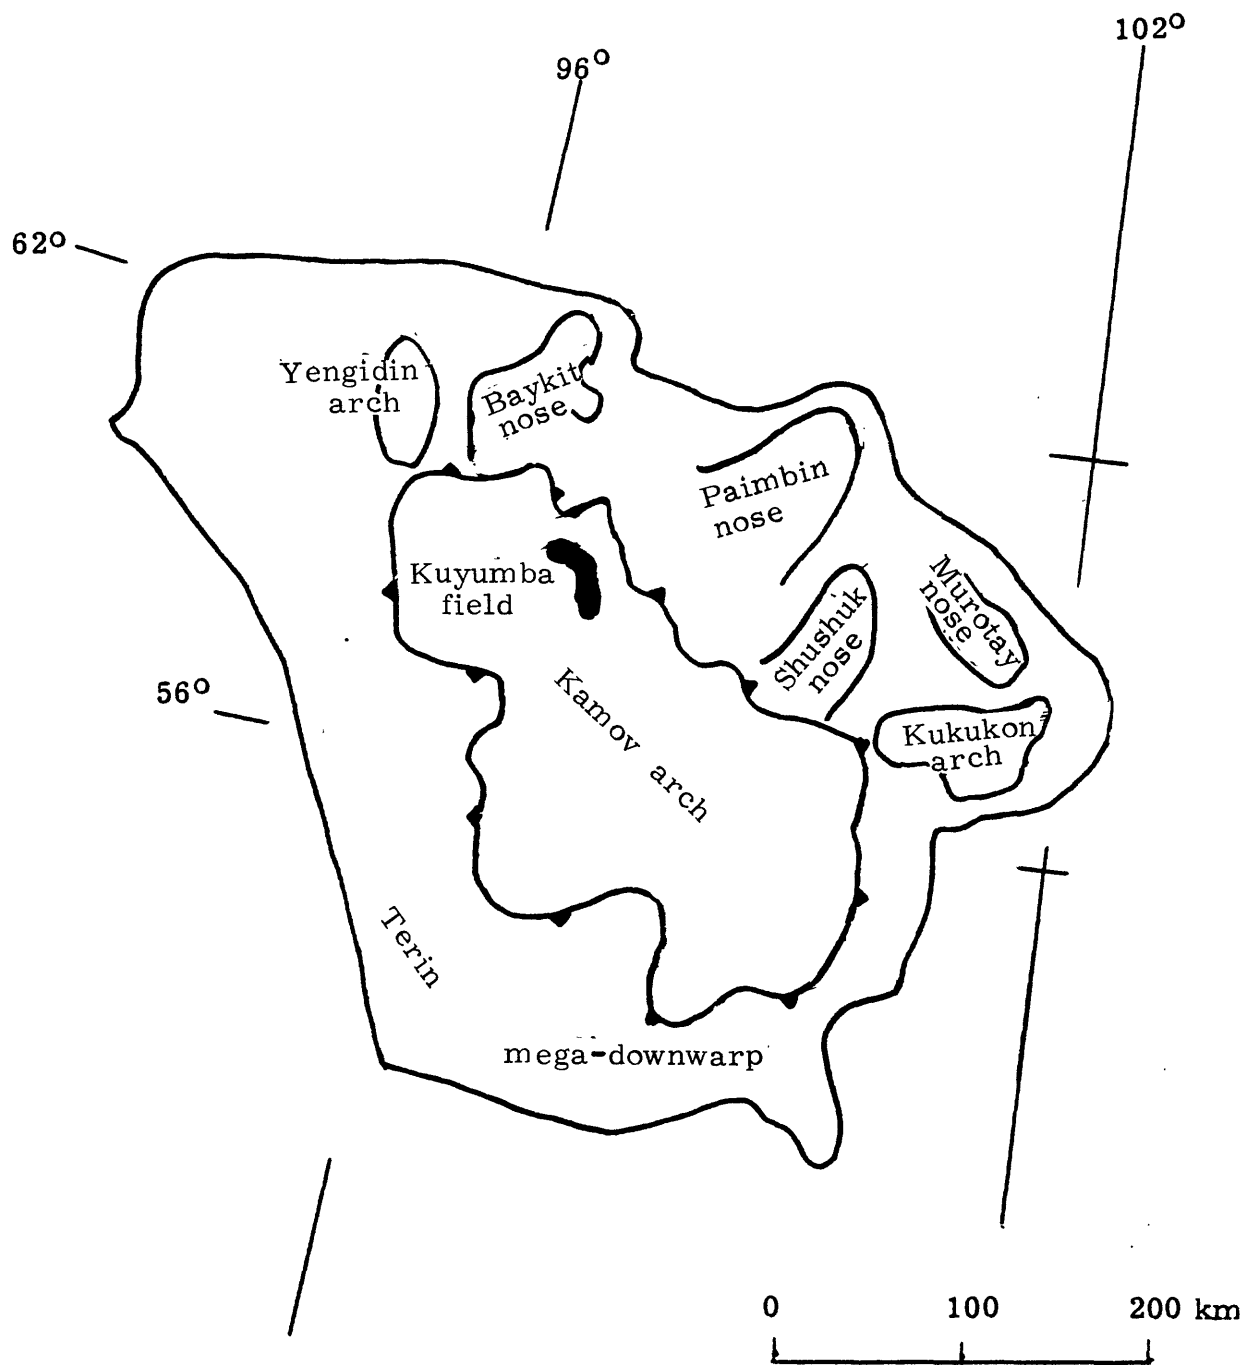 102°
96°
62°
Yengidin
arch
Baykit
nose
Paimbin
nose
Kuyumba
field
Murotay
nose
Shushuk
nose
56°
Kamov arch
Kukukon
arch
Terin
mega-downwarp
0 100 200 km